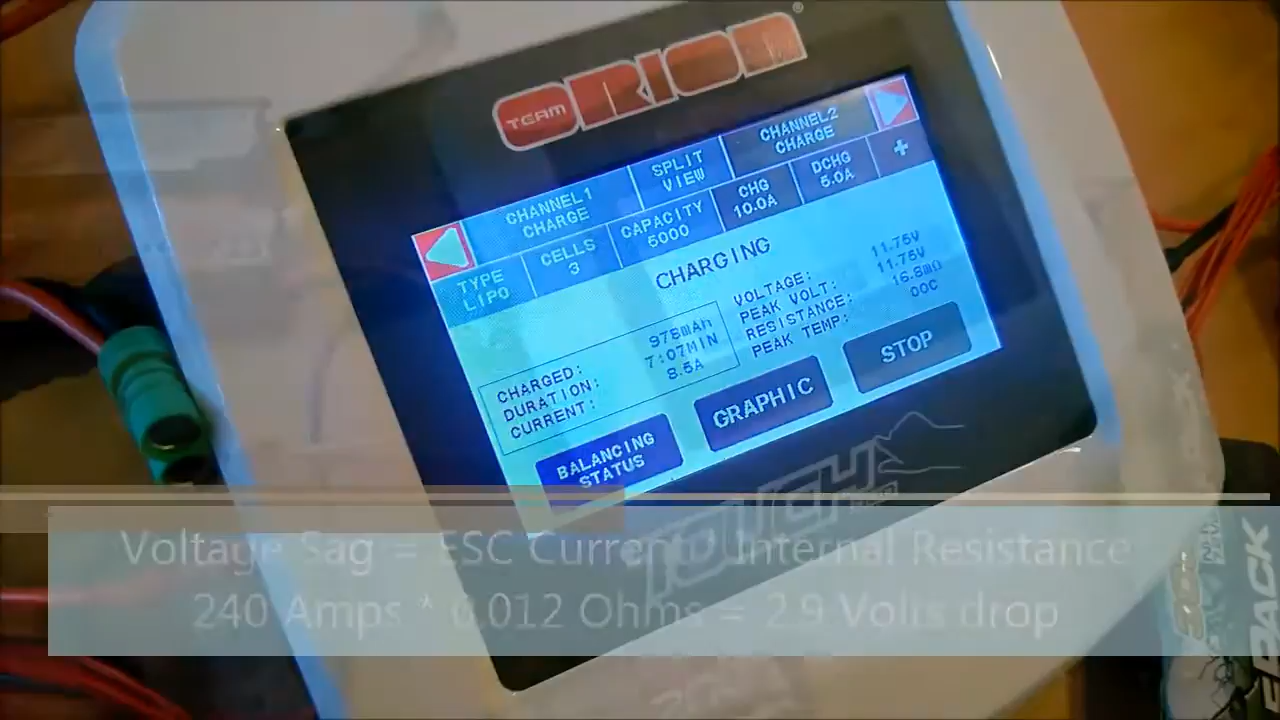 TEAM ORION®
CHANNEL1 CHARGE
SPLIT VIEW
CHANNEL2 CHARGE
TYPE LIPO
CELLS 3
CAPACITY 5000
CHG 10.0A
DCHG 5.0A
+
CHARGING
CHARGED: 978mAh
DURATION: 7:07MIN
CURRENT: 8.5A
VOLTAGE: 11.75V
PEAK VOLT: 11.75V
RESISTANCE: 16.8mΩ
PEAK TEMP: 00C
BALANCING STATUS
GRAPHIC
STOP
TOUCH
Voltage Sag = ESC Current * Internal Resistance
240 Amps * 0.012 Ohms = 2.9 Volts drop